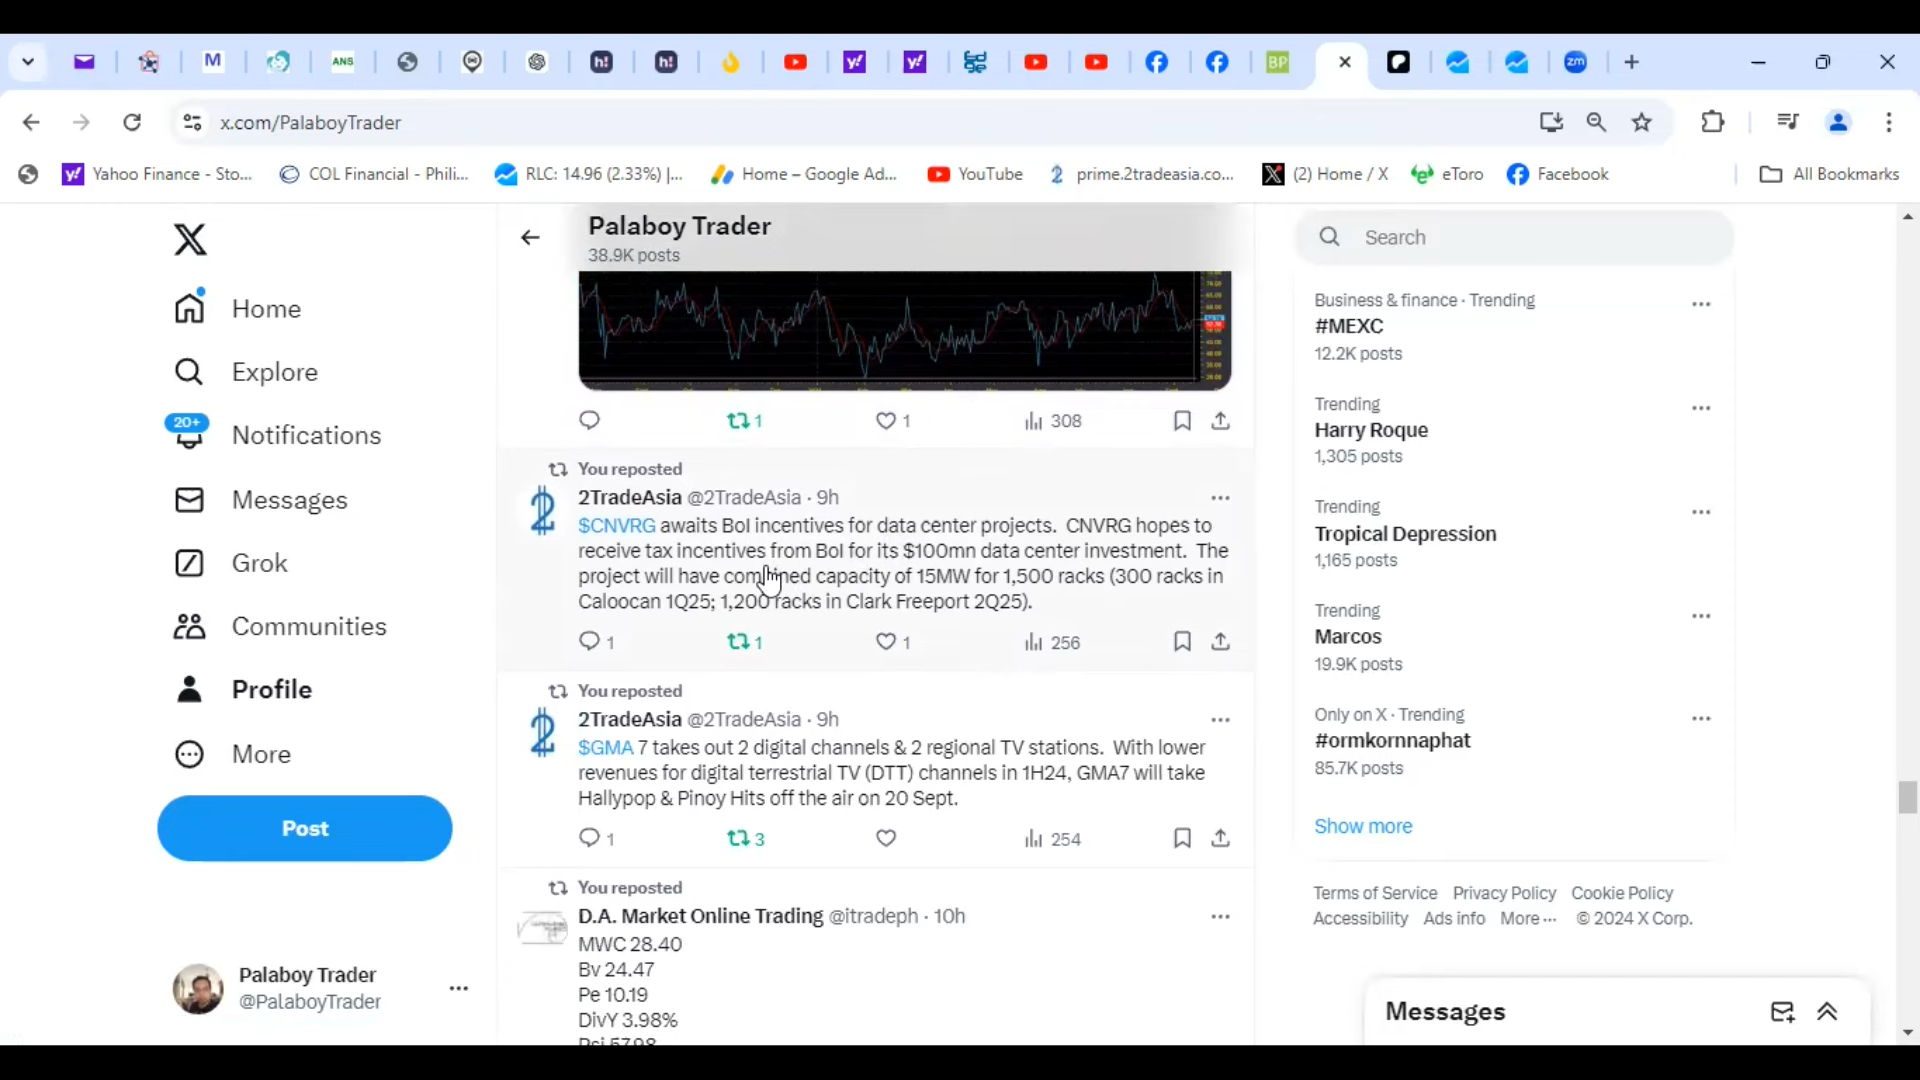 M
ANS
h!
h!
y!
y!
BP
zm
x.com/PalaboyTrader
Yahoo Finance - Sto...
COL Financial - Phili...
RLC: 14.96 (2.33%) |...
Home – Google Ad...
YouTube
prime.2tradeasia.co...
(2) Home / X
eToro
Facebook
All Bookmarks
Home
Explore
20+
Notifications
Messages
Grok
Communities
Profile
More
Post
Palaboy Trader
@PalaboyTrader
Palaboy Trader
38.9K posts
1
1
308
You reposted
2TradeAsia @2TradeAsia · 9h
$CNVRG awaits BoI incentives for data center projects. CNVRG hopes to
receive tax incentives from BoI for its $100mn data center investment. The
project will have combined capacity of 15MW for 1,500 racks (300 racks in
Caloocan 1Q25; 1,200 racks in Clark Freeport 2Q25).
1
1
1
256
You reposted
2TradeAsia @2TradeAsia · 9h
$GMA 7 takes out 2 digital channels & 2 regional TV stations. With lower
revenues for digital terrestrial TV (DTT) channels in 1H24, GMA7 will take
Hallypop & Pinoy Hits off the air on 20 Sept.
1
3
254
You reposted
D.A. Market Online Trading @itradeph · 10h
MWC 28.40
Bv 24.47
Pe 10.19
DivY 3.98%
Rsi 57.98
Search
Business & finance · Trending
#MEXC
12.2K posts
Trending
Harry Roque
1,305 posts
Trending
Tropical Depression
1,165 posts
Trending
Marcos
19.9K posts
Only on X · Trending
#ormkornnaphat
85.7K posts
Show more
Terms of Service Privacy Policy Cookie Policy
Accessibility Ads info More ··· © 2024 X Corp.
Messages